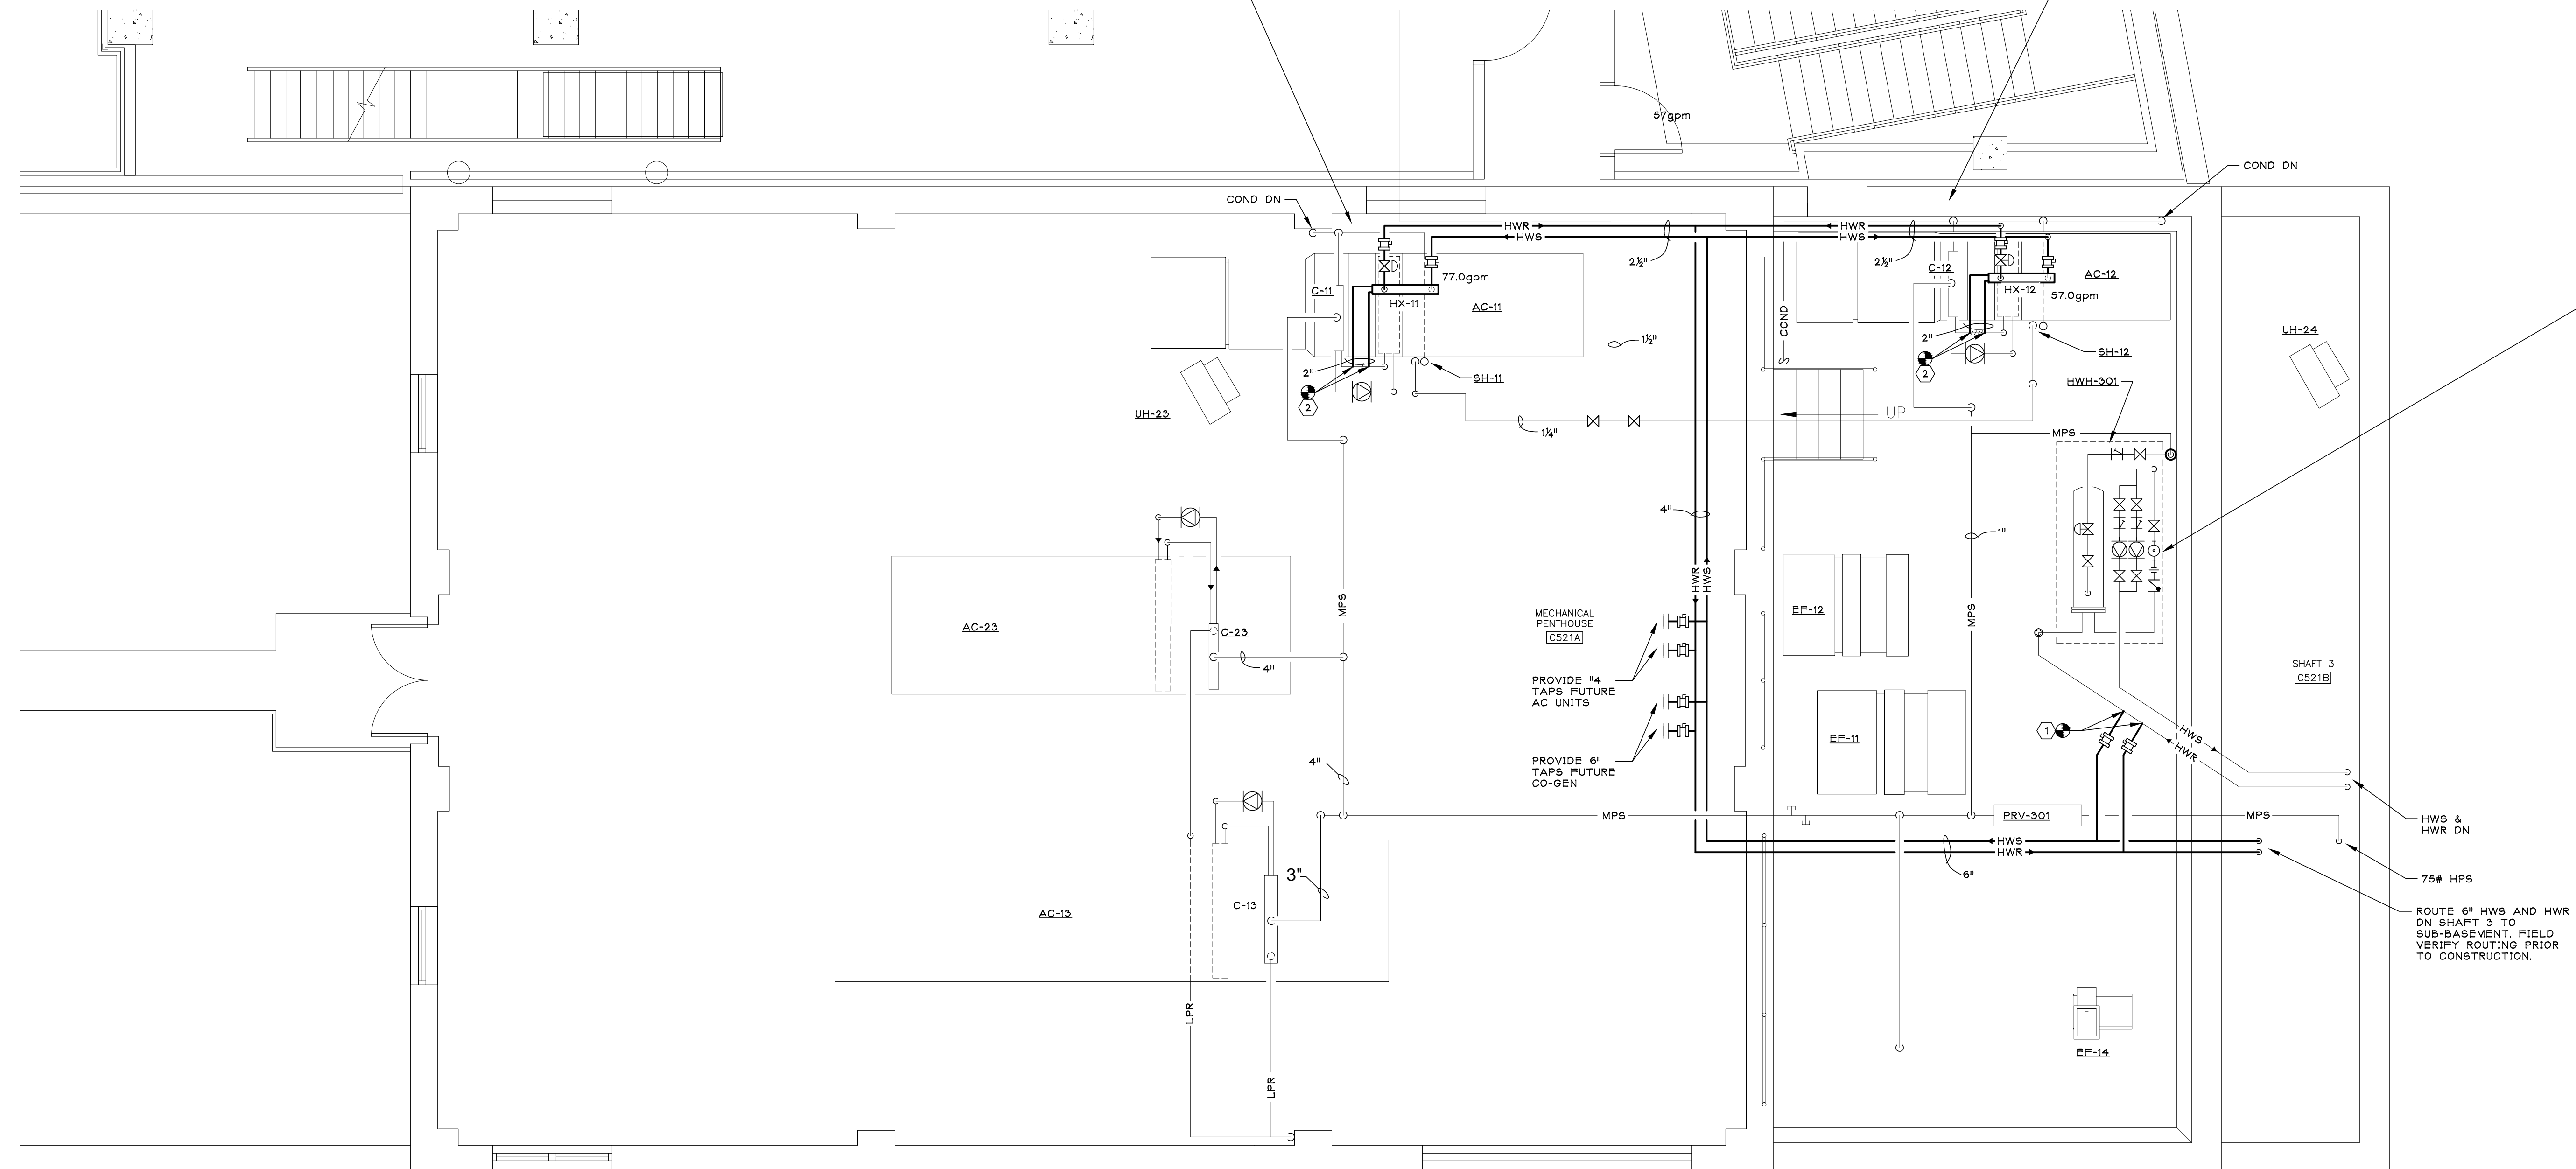 57gpm
COND DN
COND DN
HWR
HWR
HWS
HWS
2½"
2½"
77.0gpm
C-11
HX-11
AC-11
C-12
AC-12
HX-12
57.0gpm
COND
UH-24
1½"
2"
2
SH-11
2"
2
SH-12
HWH-301
UH-23
UP
1¼"
MPS
4"
1"
HWR
HWS
MPS
MPS
AC-23
C-23
4"
MECHANICAL
PENTHOUSE
C521A
EF-12
SHAFT 3
C521B
PROVIDE "4
TAPS FUTURE
AC UNITS
EF-11
1
HWS
HWR
PROVIDE 6"
TAPS FUTURE
CO-GEN
4"
MPS
PRV-301
MPS
HWS &
HWR DN
HWS
HWR
6"
75# HPS
3"
C-13
AC-13
ROUTE 6" HWS AND HWR
DN SHAFT 3 TO
SUB-BASEMENT. FIELD
VERIFY ROUTING PRIOR
TO CONSTRUCTION.
LPR
LPR
EF-14